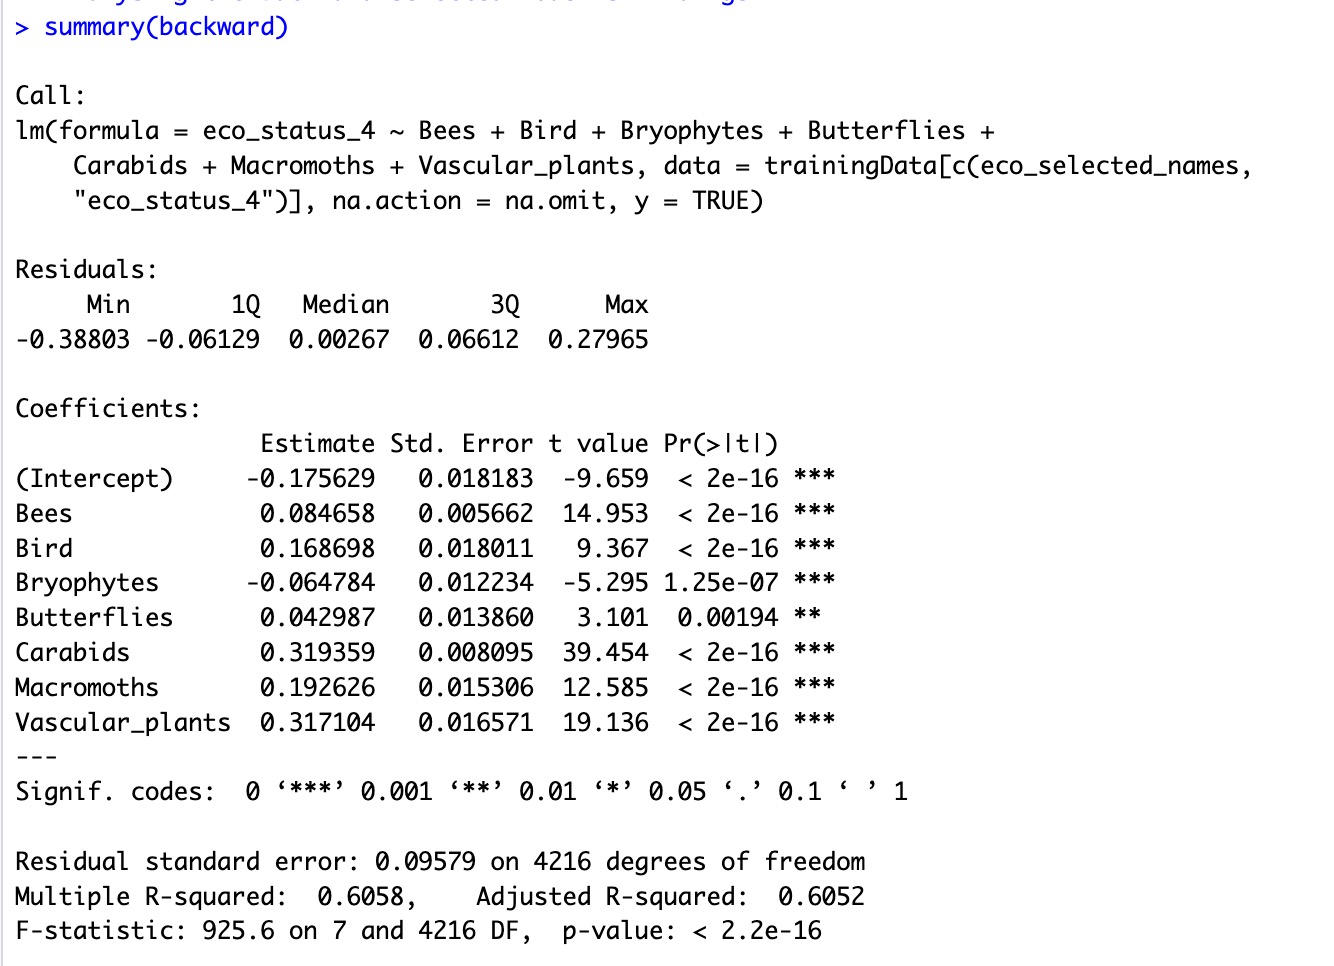 > summary(backward)
Call:
lm(formula = eco_status_4 ~ Bees + Bird + Bryophytes + Butterflies +
    Carabids + Macromoths + Vascular_plants, data = trainingData[c(eco_selected_names,
    "eco_status_4")], na.action = na.omit, y = TRUE)
Residuals:
     Min       1Q   Median       3Q      Max
-0.38803 -0.06129  0.00267  0.06612  0.27965
Coefficients:
                 Estimate Std. Error t value Pr(>|t|)
(Intercept)     -0.175629   0.018183  -9.659  < 2e-16 ***
Bees             0.084658   0.005662  14.953  < 2e-16 ***
Bird             0.168698   0.018011   9.367  < 2e-16 ***
Bryophytes      -0.064784   0.012234  -5.295 1.25e-07 ***
Butterflies      0.042987   0.013860   3.101  0.00194 **
Carabids         0.319359   0.008095  39.454  < 2e-16 ***
Macromoths       0.192626   0.015306  12.585  < 2e-16 ***
Vascular_plants  0.317104   0.016571  19.136  < 2e-16 ***
---
Signif. codes:  0 ‘***’ 0.001 ‘**’ 0.01 ‘*’ 0.05 ‘.’ 0.1 ‘ ’ 1
Residual standard error: 0.09579 on 4216 degrees of freedom
Multiple R-squared:  0.6058,	Adjusted R-squared:  0.6052
F-statistic: 925.6 on 7 and 4216 DF,  p-value: < 2.2e-16